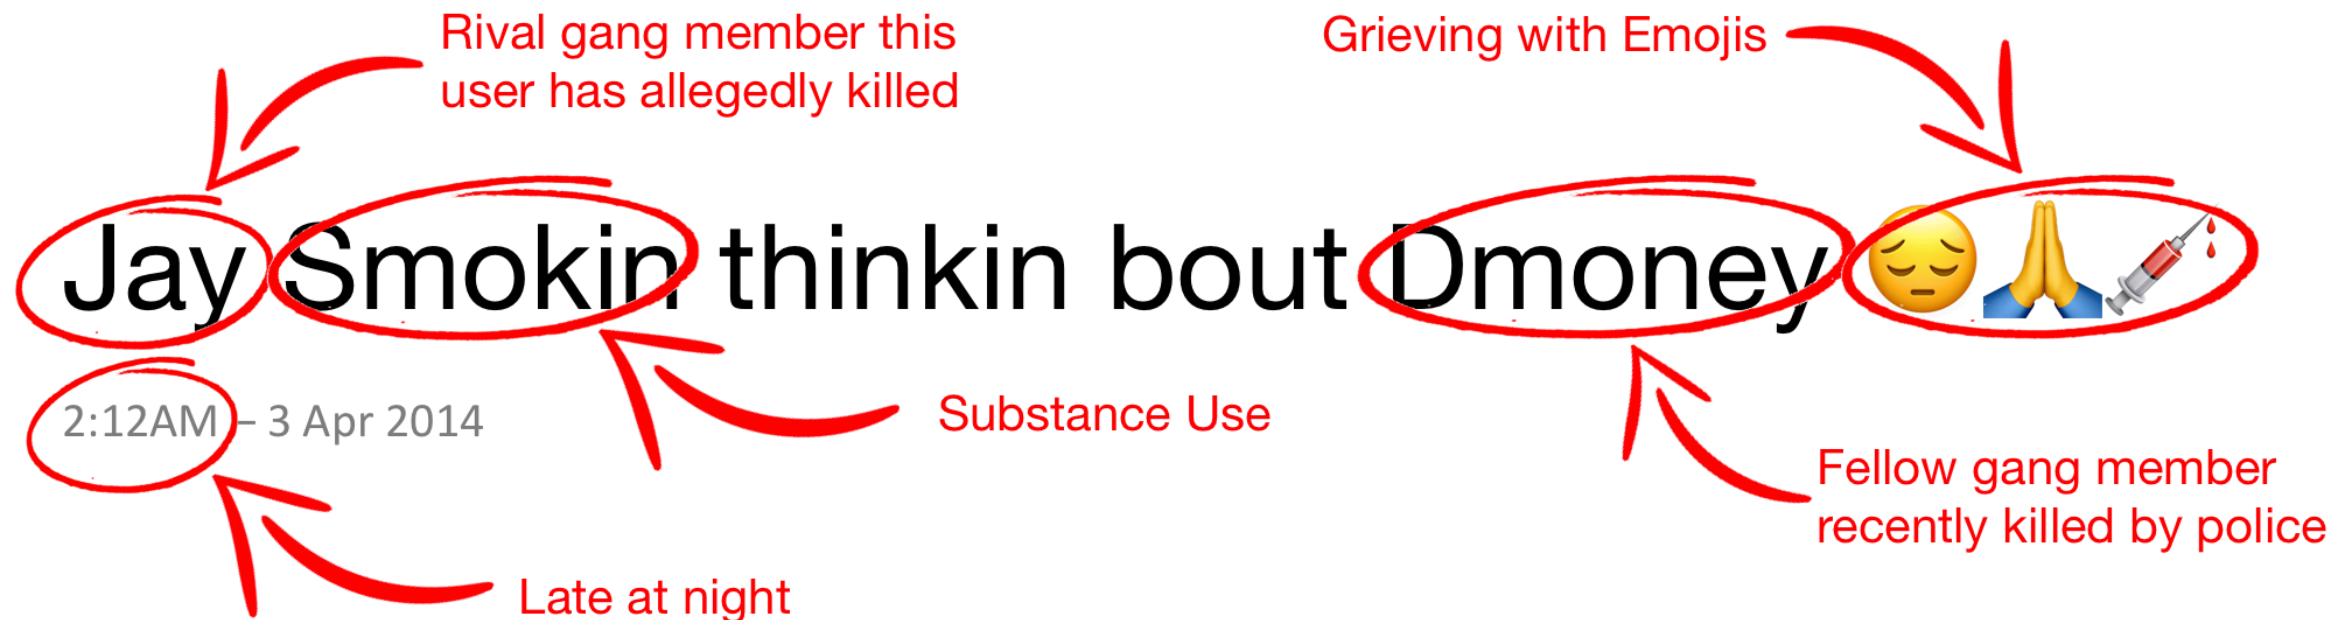 Rival gang member this
user has allegedly killed
Grieving with Emojis
Jay Smokin thinkin bout Dmoney 😔🙏💉
2:12AM – 3 Apr 2014
Substance Use
Fellow gang member
recently killed by police
Late at night